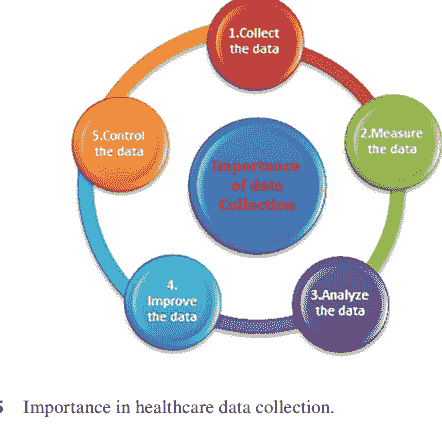 1.Collect
the data
2.Measure
the data
3.Analyze
the data
4.
Improve
the data
5.Control
the data
Importance
of data
Collection
5 Importance in healthcare data collection.